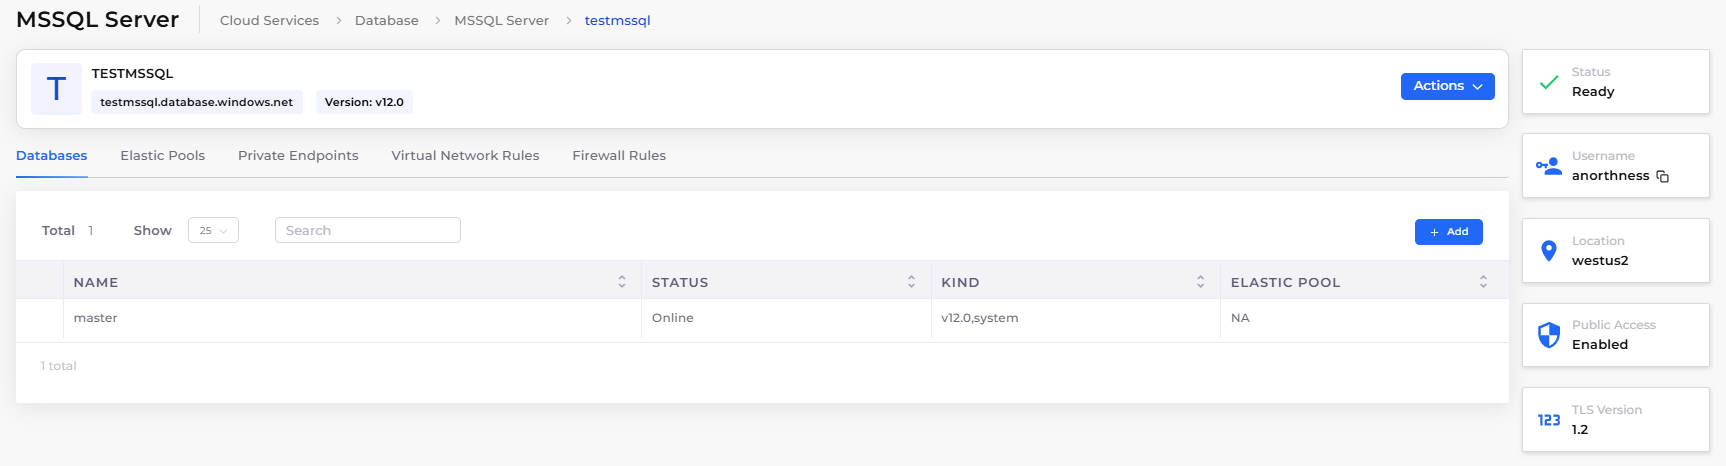 MSSQL Server
Cloud Services > Database > MSSQL Server > testmssql
T
TESTMSSQL
testmssql.database.windows.net Version: v12.0
Actions
Databases Elastic Pools Private Endpoints Virtual Network Rules Firewall Rules
Total 1 Show 25 Search + Add
NAME STATUS KIND ELASTIC POOL
master Online v12.0,system NA
1 total
Status
Ready
Username
anorthness
Location
westus2
Public Access
Enabled
123
TLS Version
1.2